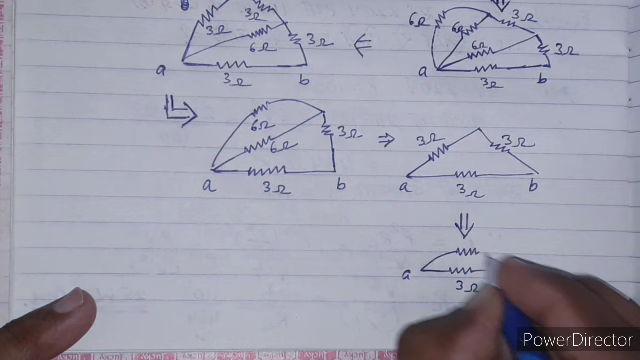 3Ω 3Ω 6Ω 3Ω
a 3Ω b
6Ω 6Ω 3Ω 6Ω 3Ω
a 3Ω b
6Ω 6Ω 3Ω
a 3Ω b
3Ω 3Ω
a 3Ω b
a 3Ω
PowerDirector